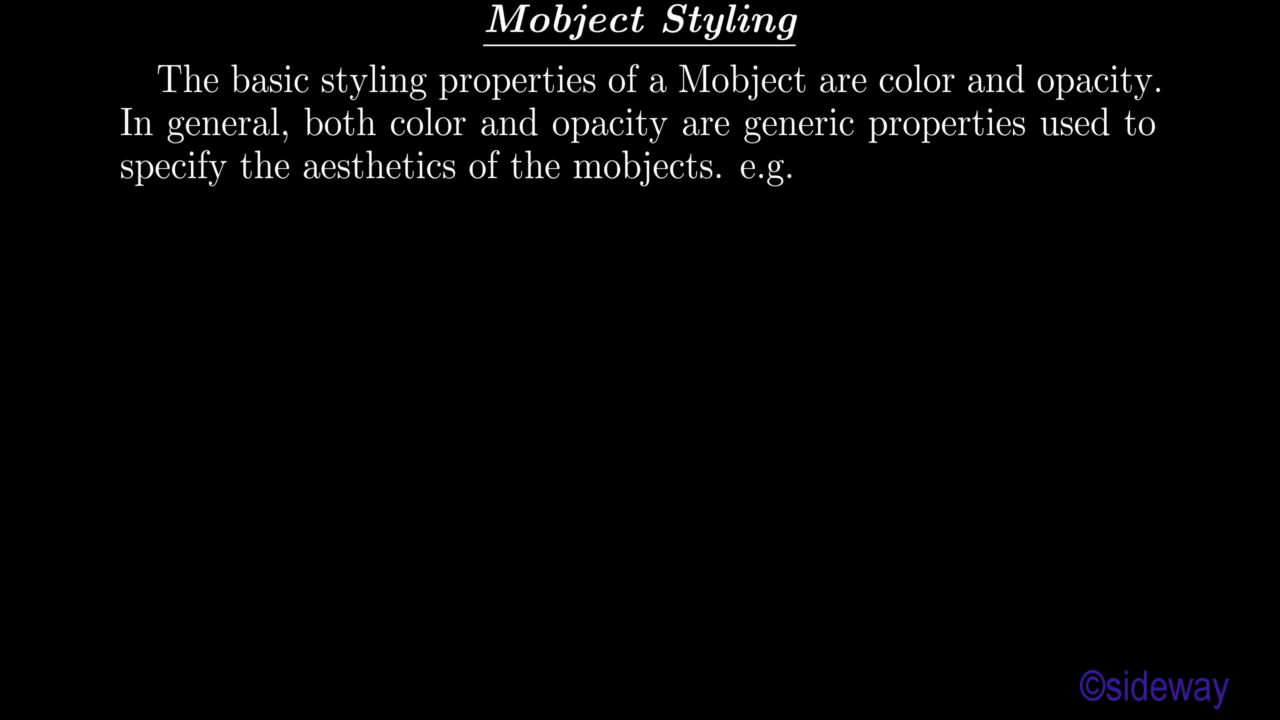 Mobject Styling
The basic styling properties of a Mobject are color and opacity.
In general, both color and opacity are generic properties used to
specify the aesthetics of the mobjects. e.g.
©sideway